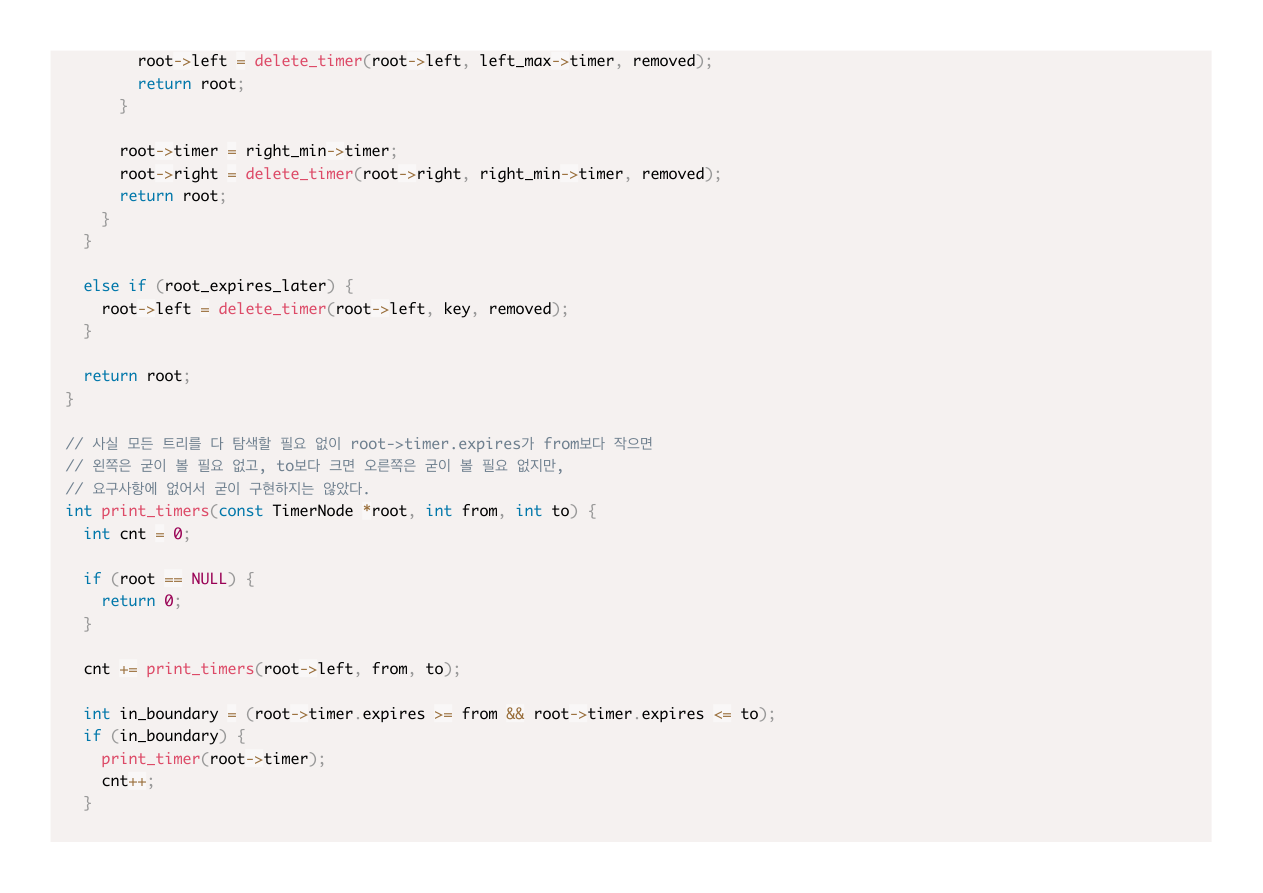 root->left = delete_timer(root->left, left_max->timer, removed);
return root;
}
root->timer = right_min->timer;
root->right = delete_timer(root->right, right_min->timer, removed);
return root;
}
}
else if (root_expires_later) {
root->left = delete_timer(root->left, key, removed);
}
return root;
}
// 사실 모든 트리를 다 탐색할 필요 없이 root->timer.expires가 from보다 작으면
// 왼쪽은 굳이 볼 필요 없고, to보다 크면 오른쪽은 굳이 볼 필요 없지만,
// 요구사항에 없어서 굳이 구현하지는 않았다.
int print_timers(const TimerNode *root, int from, int to) {
int cnt = 0;
if (root == NULL) {
return 0;
}
cnt += print_timers(root->left, from, to);
int in_boundary = (root->timer.expires >= from && root->timer.expires <= to);
if (in_boundary) {
print_timer(root->timer);
cnt++;
}